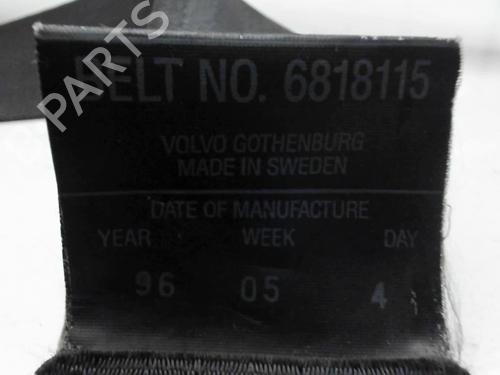 BELT NO. 6818115
VOLVO GOTHENBURG
MADE IN SWEDEN
DATE OF MANUFACTURE
YEAR WEEK DAY
96 05 4
B-PARTS